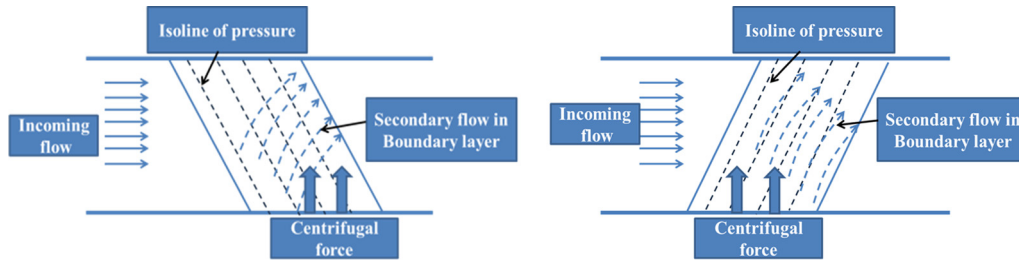 Isoline of pressure
Incoming
flow
Secondary flow in
Boundary layer
Centrifugal
force
Isoline of pressure
Incoming
flow
Secondary flow in
Boundary layer
Centrifugal
force